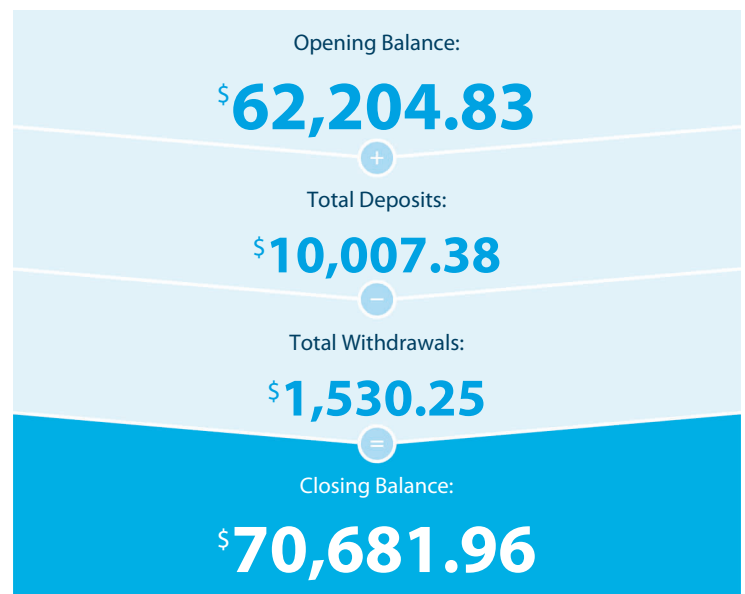 Opening Balance:
$62,204.83
+
Total Deposits:
$10,007.38
−
Total Withdrawals:
$1,530.25
=
Closing Balance:
$70,681.96